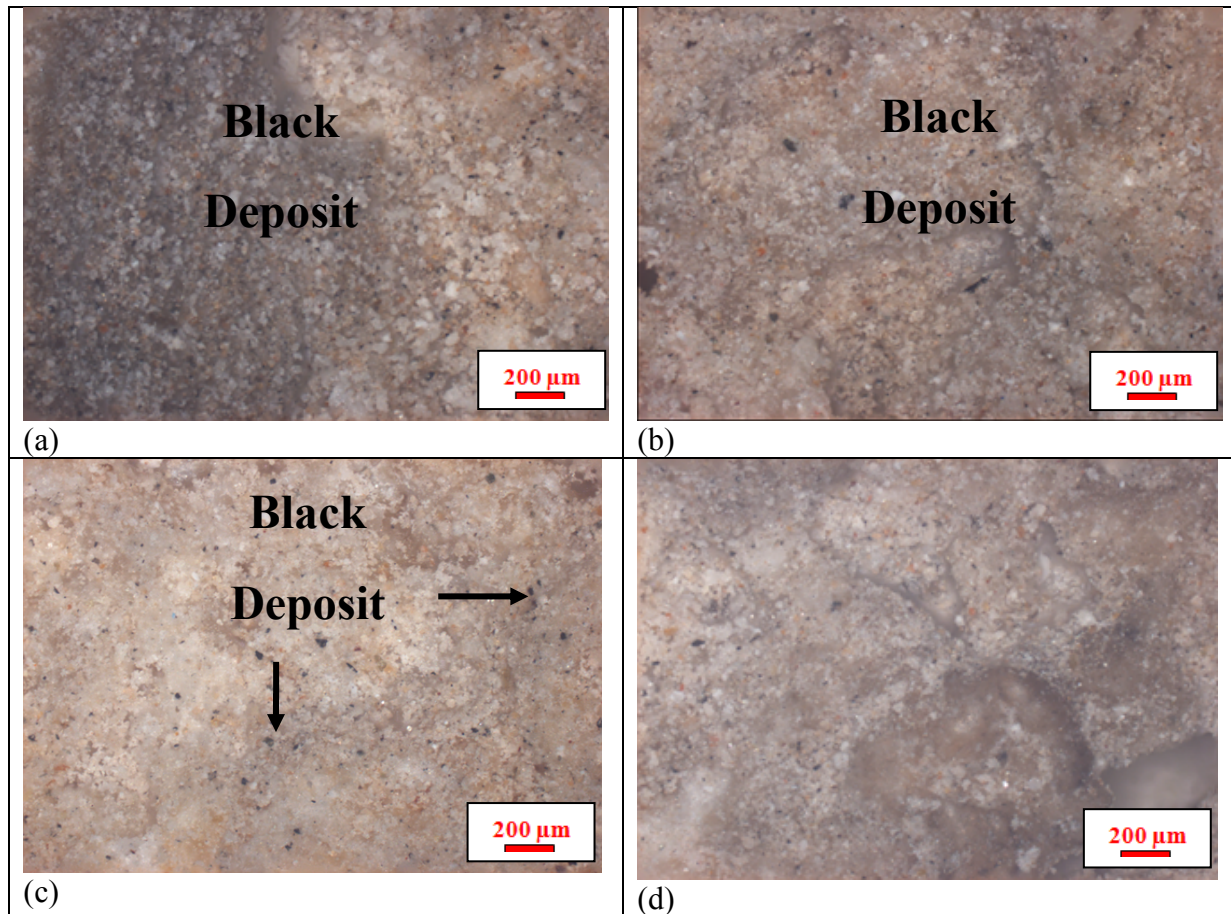 Black
Deposit
200 µm
(a)
Black
Deposit
200 µm
(b)
Black
Deposit
200 µm
(c)
200 µm
(d)